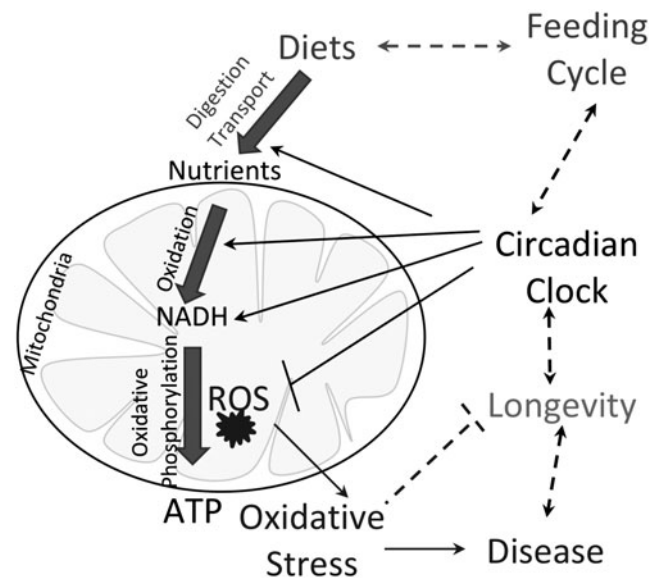 Diets
Feeding
Cycle
Digestion
Transport
Nutrients
Oxidation
Circadian
Clock
Mitochondria
NADH
Oxidative
Phosphorylation
ROS
Longevity
ATP
Oxidative
Stress
Disease